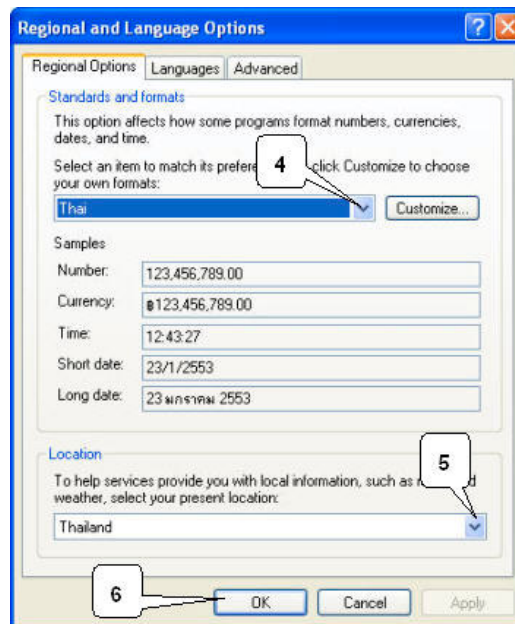 Regional and Language Options
Regional Options Languages Advanced
Standards and formats
This option affects how some programs format numbers, currencies,
dates, and time.
Select an item to match its prefere click Customize to choose
your own formats:
4
Thai Customize...
Samples
Number: 123,456,789.00
Currency: ฿123,456,789.00
Time: 12:43:27
Short date: 23/1/2553
Long date: 23 มกราคม 2553
Location
To help services provide you with local information, such as d
weather, select your present location:
5
Thailand
6
OK Cancel Apply